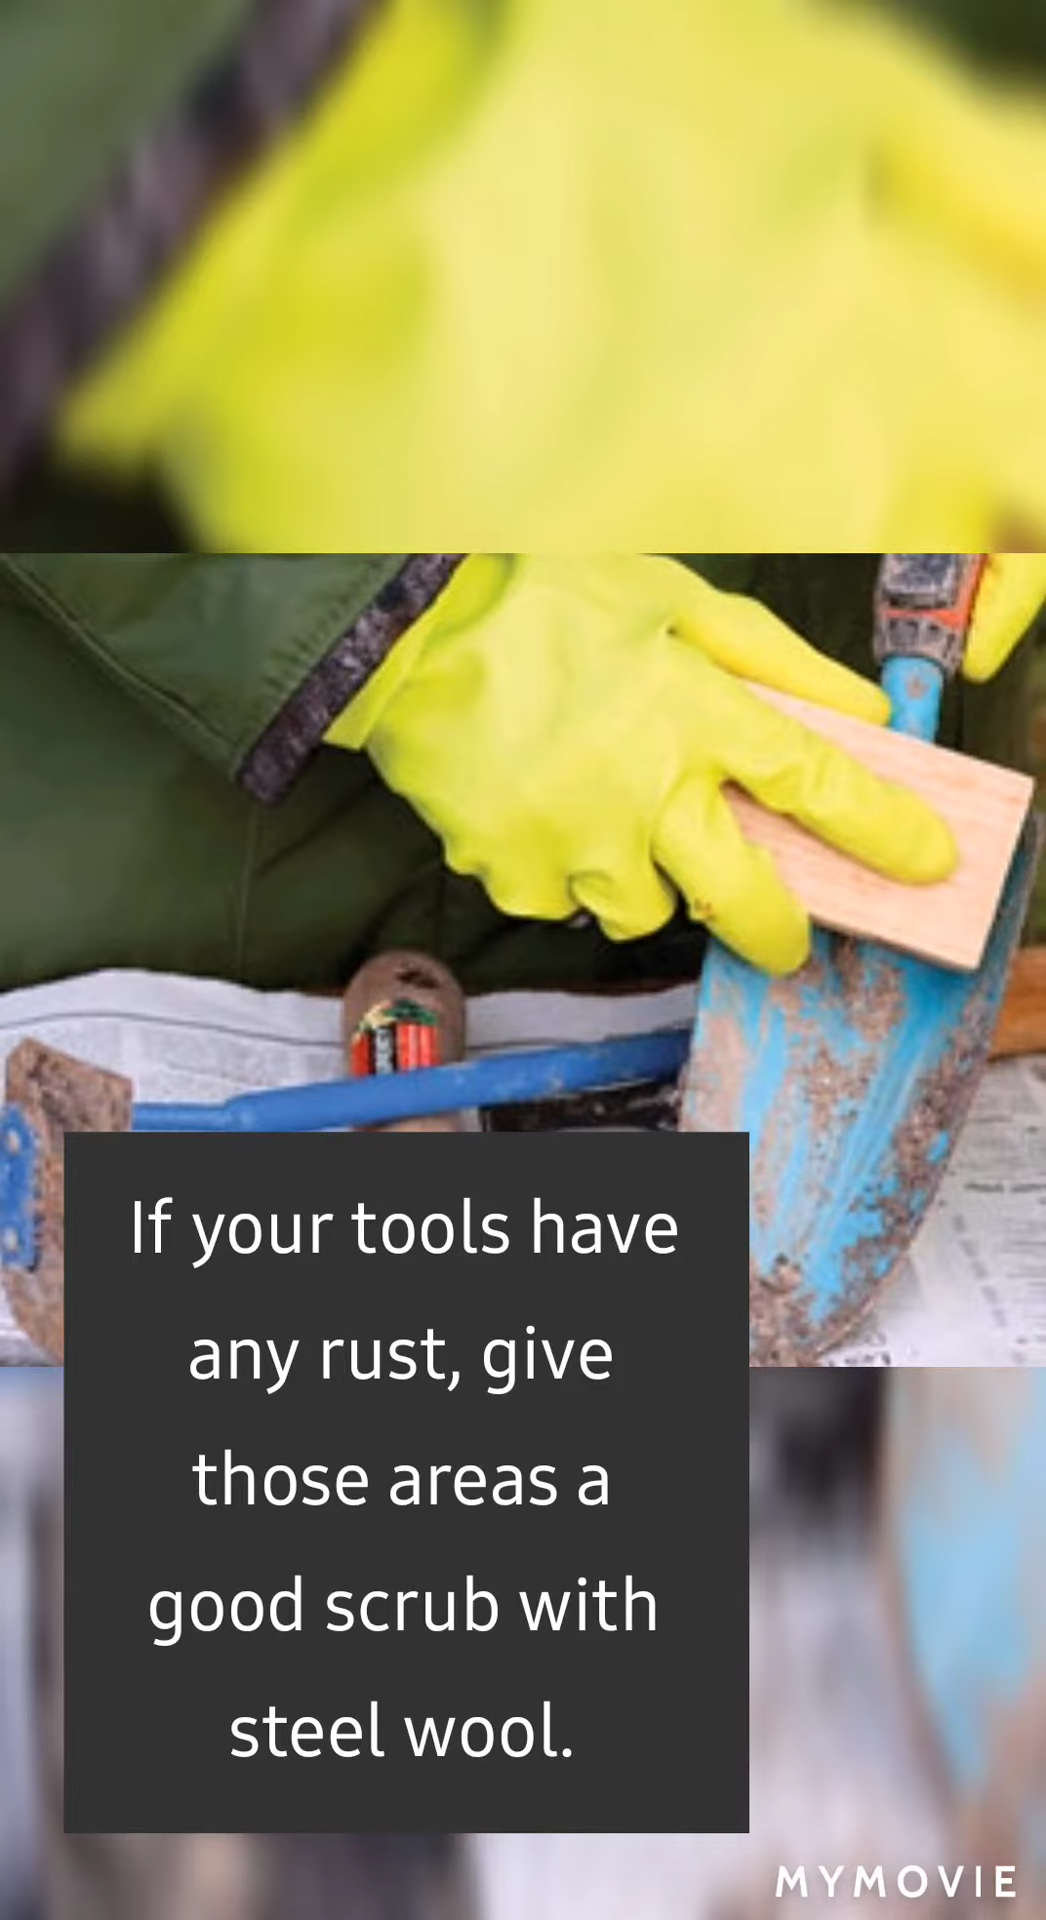 If your tools have
any rust, give
those areas a
good scrub with
steel wool.
MYMOVIE